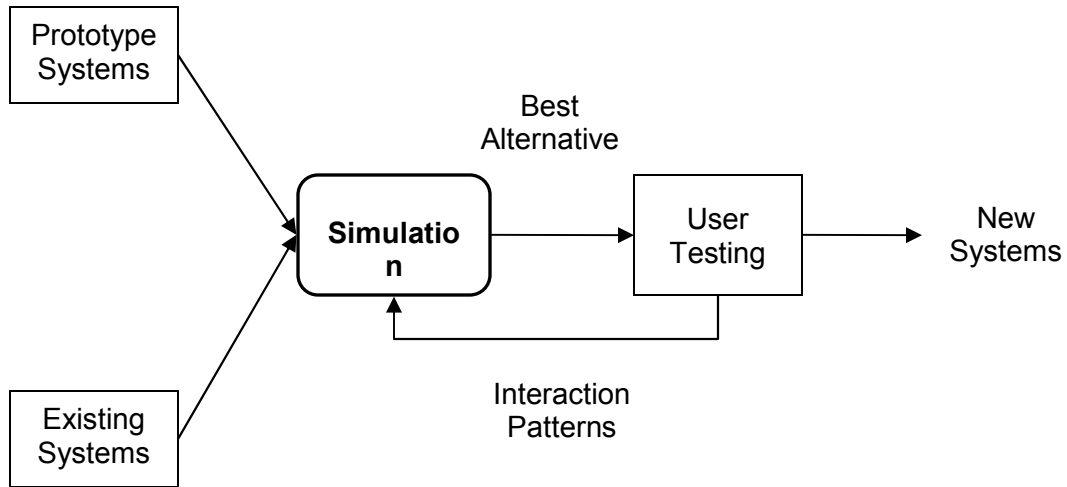 Prototype
Systems
Best
Alternative
Simulatio
n
User
Testing
New
Systems
Interaction
Patterns
Existing
Systems